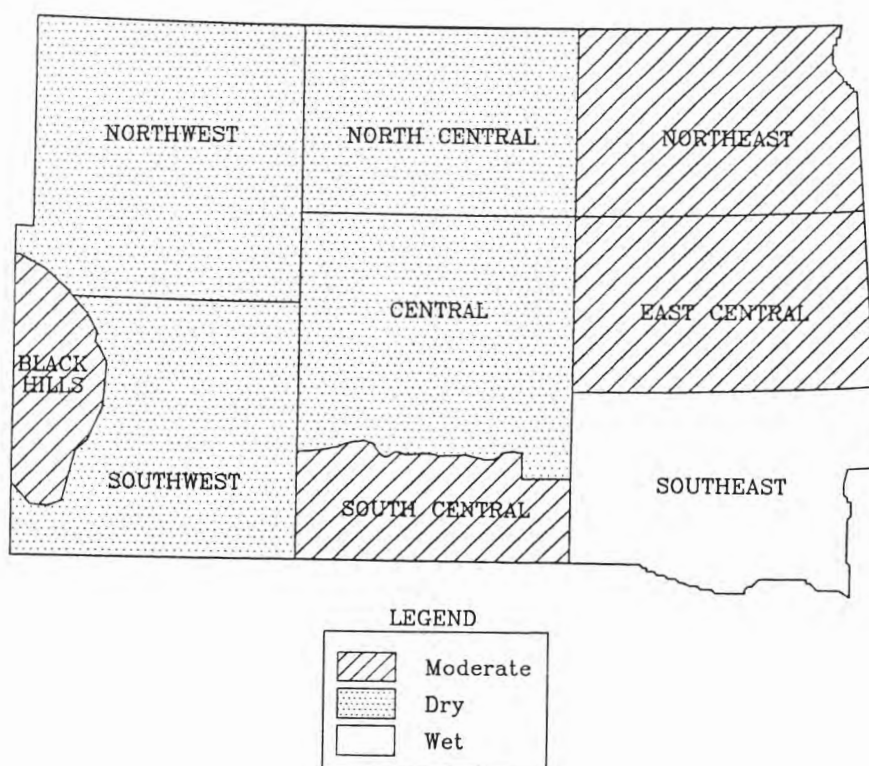 NORTHWEST
NORTH CENTRAL
NORTHEAST
CENTRAL
EAST CENTRAL
BLACK
HILLS
SOUTHWEST
SOUTH CENTRAL
SOUTHEAST
LEGEND
Moderate
Dry
Wet